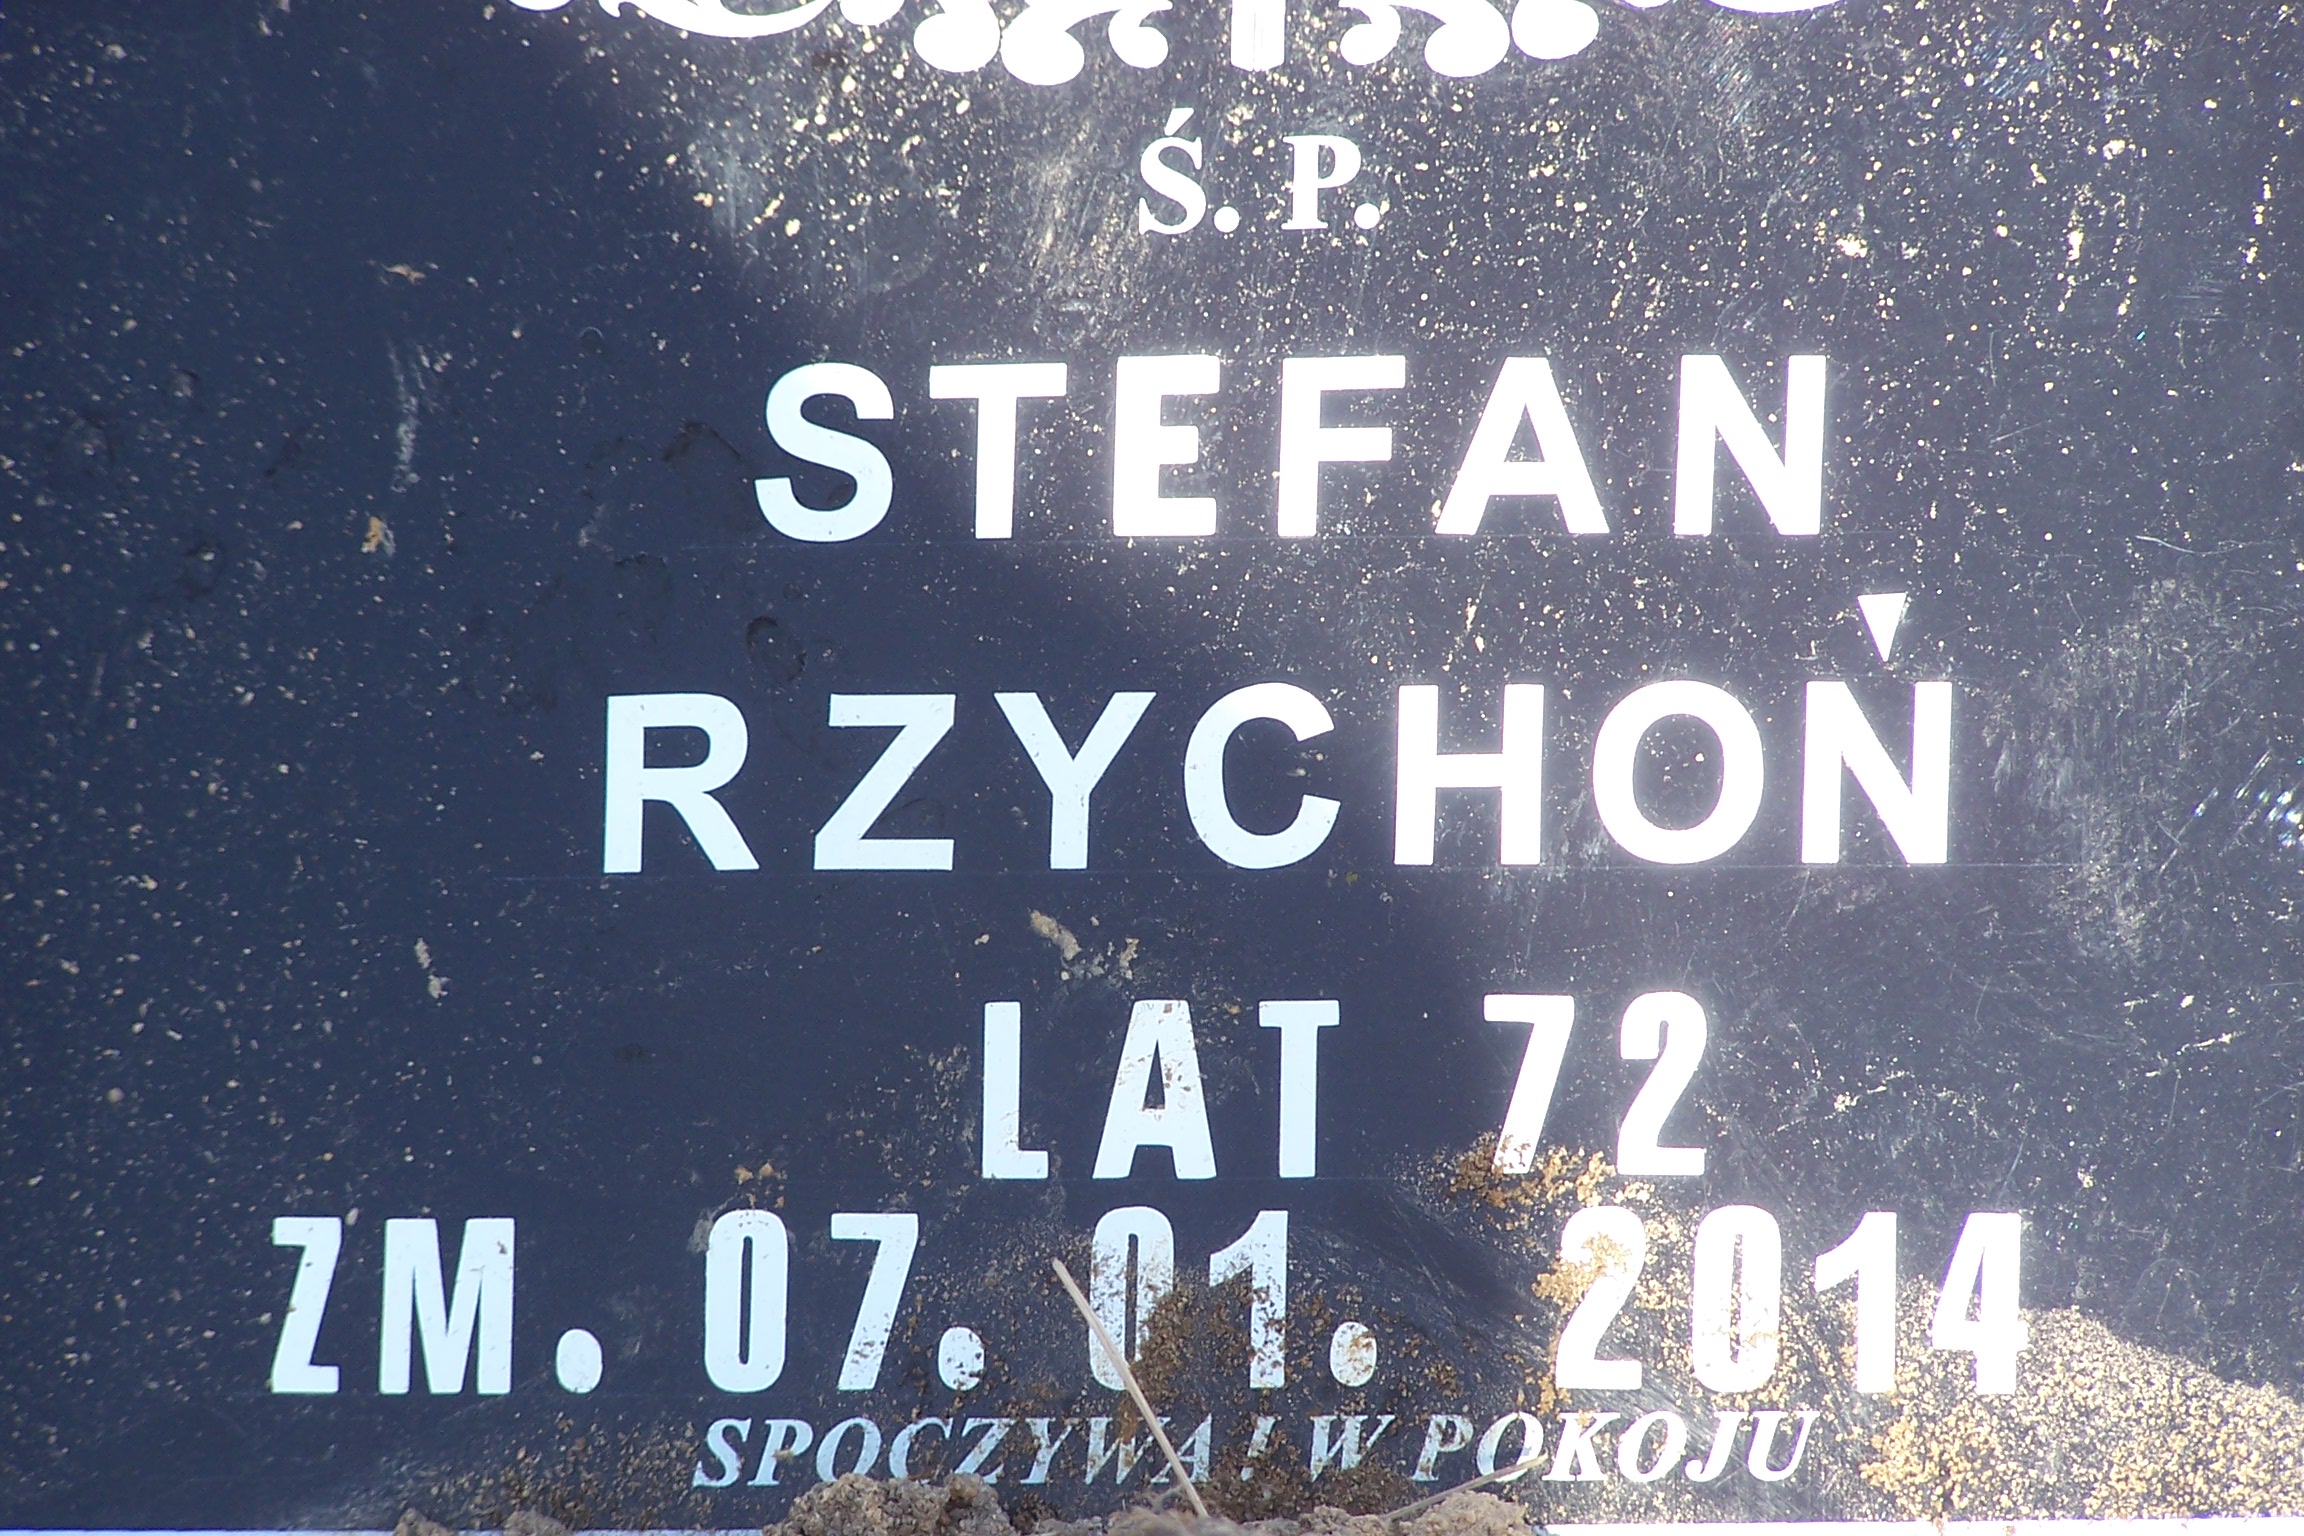 Ś. P.
STEFAN
RZYCHOŃ
LAT 72
ZM. 07. 01. 2014
SPOCZYWAJ W POKOJU